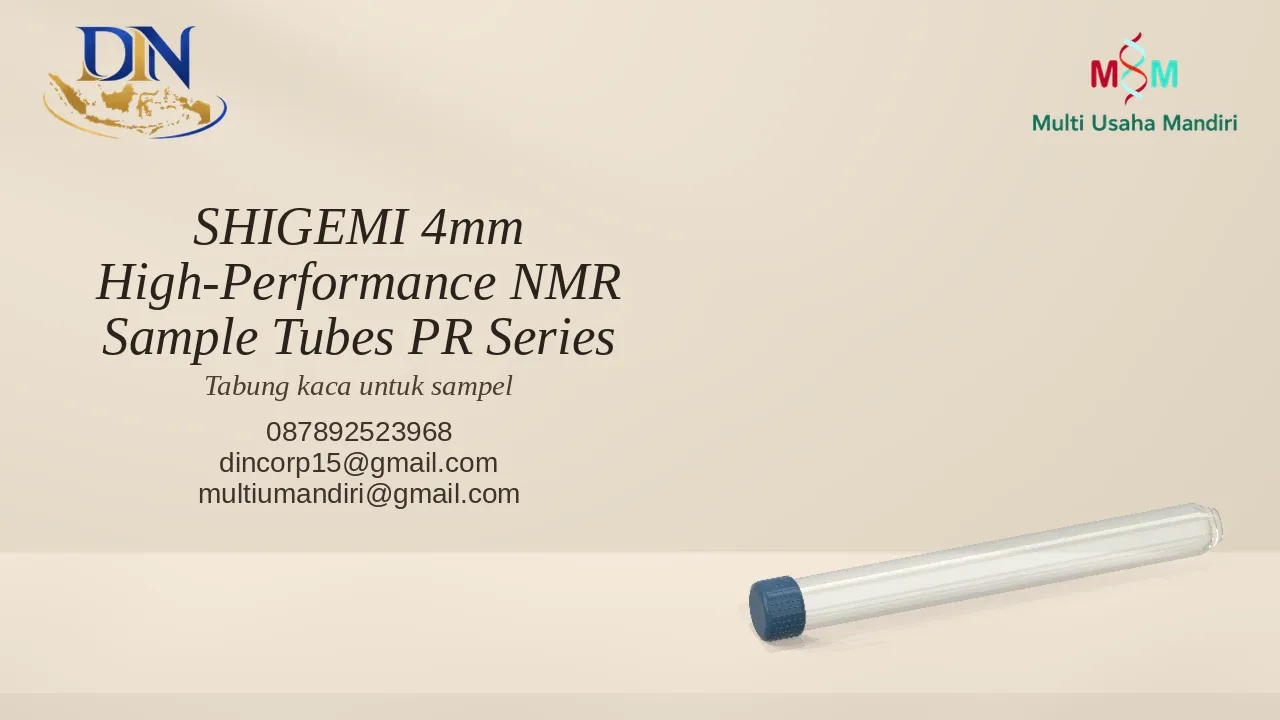 DIN
MSM
Multi Usaha Mandiri
SHIGEMI 4mm
High-Performance NMR
Sample Tubes PR Series
Tabung kaca untuk sampel
087892523968
dincorp15@gmail.com
multiumandiri@gmail.com